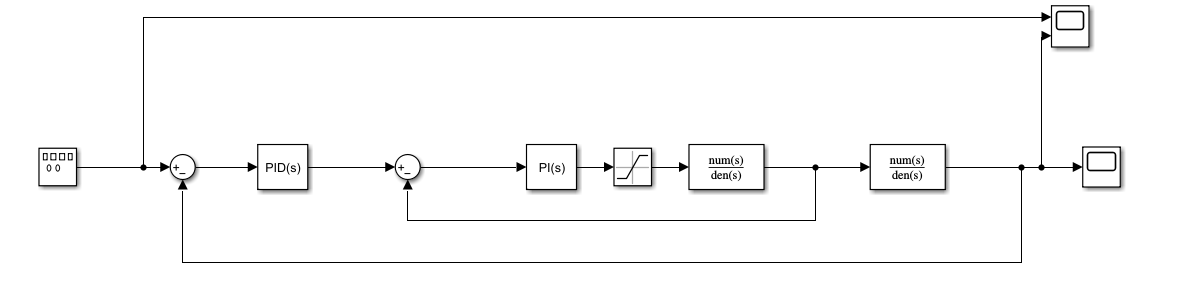 +
−
PID(s)
+
−
PI(s)
num(s)
den(s)
num(s)
den(s)